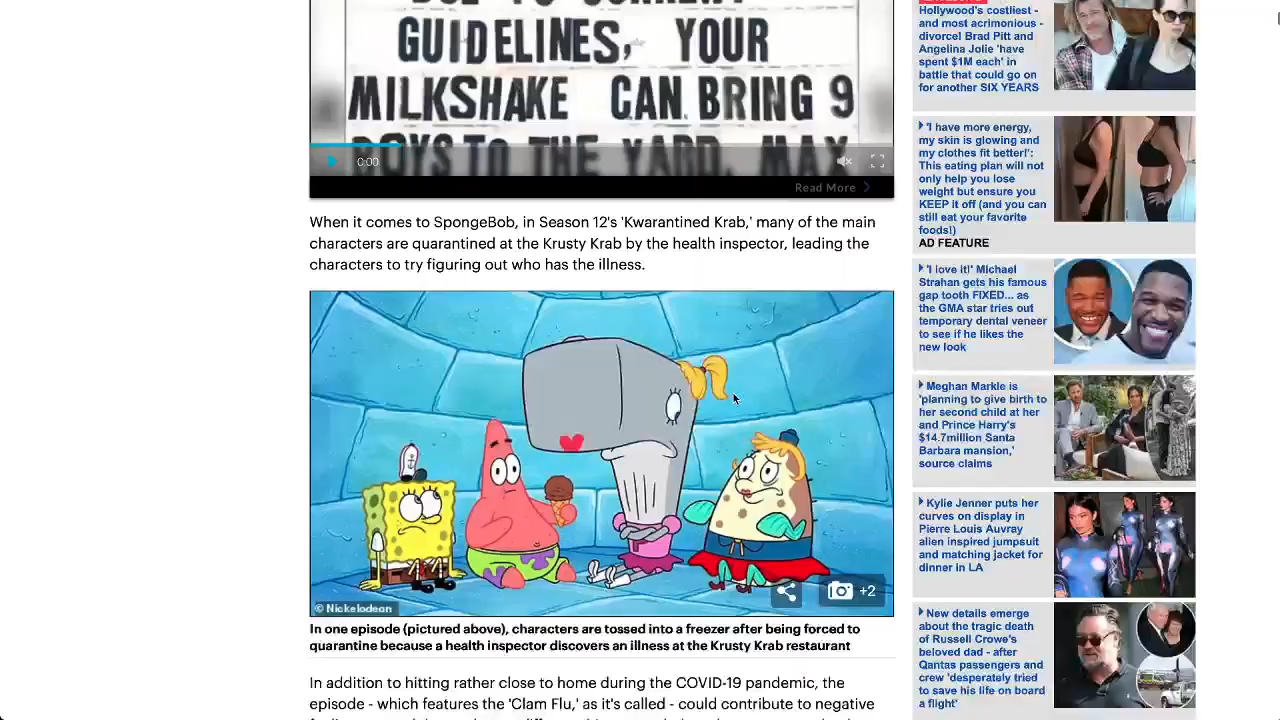 GUIDELINES, YOUR
MILKSHAKE CAN BRING 9
BOYS TO THE YARD. MAX
0:00
Read More
When it comes to SpongeBob, in Season 12's 'Kwarantined Krab,' many of the main
characters are quarantined at the Krusty Krab by the health inspector, leading the
characters to try figuring out who has the illness.
+2
© Nickelodean
In one episode (pictured above), characters are tossed into a freezer after being forced to
quarantine because a health inspector discovers an illness at the Krusty Krab restaurant
In addition to hitting rather close to home during the COVID-19 pandemic, the
episode - which features the 'Clam Flu,' as it's called - could contribute to negative
Hollywood's costliest -
and most acrimonious -
divorce! Brad Pitt and
Angelina Jolie 'have
spent $1M each' in
battle that could go on
for another SIX YEARS
'I have more energy,
my skin is glowing and
my clothes fit better!':
This eating plan will not
only help you lose
weight but ensure you
KEEP it off (and you can
still eat your favorite
foods!)
AD FEATURE
'I love it!' Michael
Strahan gets his famous
gap tooth FIXED... as
the GMA star tries out
temporary dental veneer
to see if he likes the
new look
Meghan Markle is
'planning to give birth to
her second child at her
and Prince Harry's
$14.7million Santa
Barbara mansion,'
source claims
Kylie Jenner puts her
curves on display in
Pierre Louis Auvray
alien inspired jumpsuit
and matching jacket for
dinner in LA
New details emerge
about the tragic death
of Russell Crowe's
beloved dad - after
Qantas passengers and
crew 'desperately tried
to save his life on board
a flight'